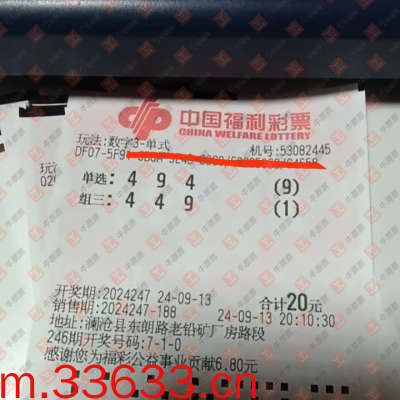 中国福利彩票
CHINA WELFARE LOTTERY
玩法:数字3-单式 机号:53082445
DF07-5F9
单选: 4 9 4 (9)
组三: 4 4 9 (1)
开奖期:2024247 24-09-13 合计20元
销售期:2024247-188 24-09-13 20:10:30
地址:澜沧县东朗路老铅矿厂房路段
246期开奖号码:7-1-0
感谢您为福彩公益事业贡献6.80元
m.33633.cn